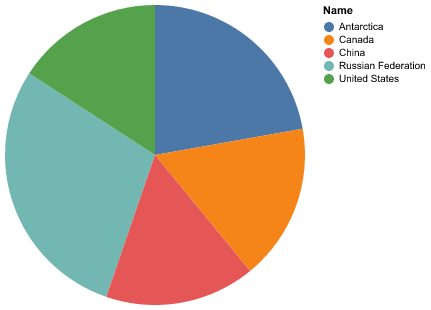 Name
Antarctica
Canada
China
Russian Federation
United States